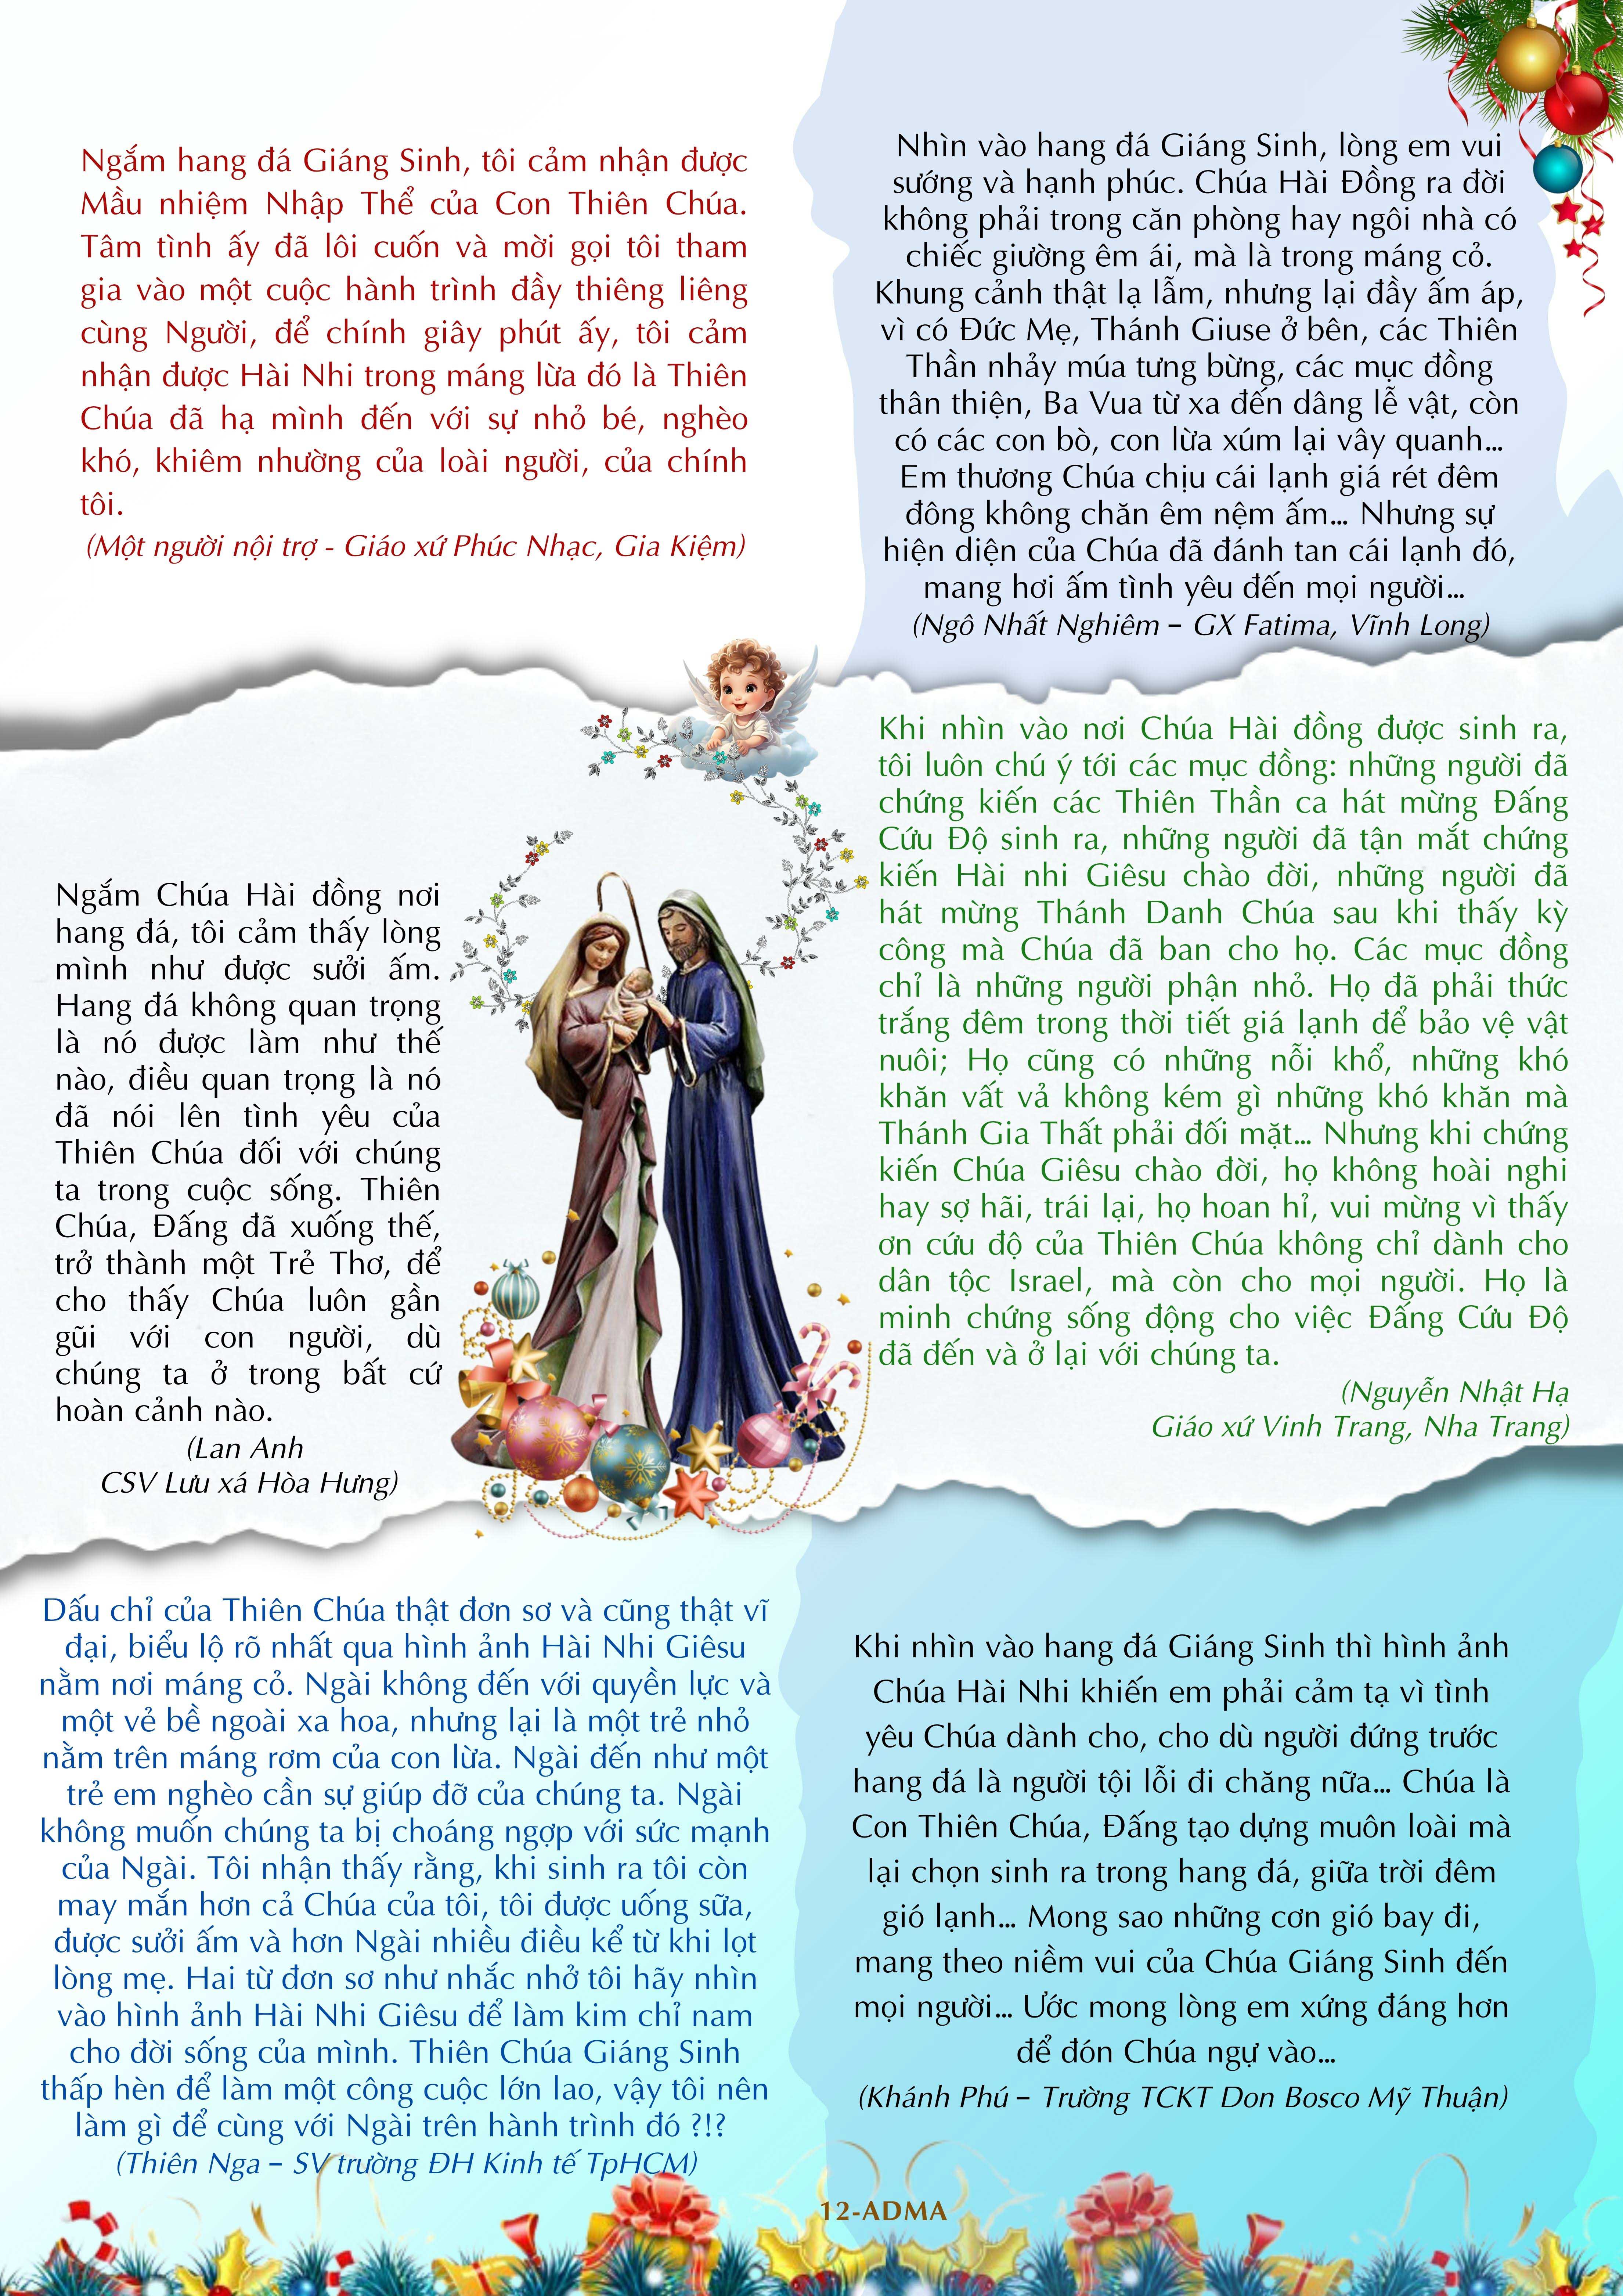 Ngắm hang đá Giáng Sinh, tôi cảm nhận được
Mầu nhiệm Nhập Thể của Con Thiên Chúa.
Tâm tình ấy đã lôi cuốn và mời gọi tôi tham
gia vào một cuộc hành trình đầy thiêng liêng
cùng Người, để chính giây phút ấy, tôi cảm
nhận được Hài Nhi trong máng lừa đó là Thiên
Chúa đã hạ mình đến với sự nhỏ bé, nghèo
khó, khiêm nhường của loài người, của chính
tôi.
(Một người nội trợ - Giáo xứ Phúc Nhạc, Gia Kiệm)
Nhìn vào hang đá Giáng Sinh, lòng em vui
sướng và hạnh phúc. Chúa Hài Đồng ra đời
không phải trong căn phòng hay ngôi nhà có
chiếc giường êm ái, mà là trong máng cỏ.
Khung cảnh thật lạ lẫm, nhưng lại đầy ấm áp,
vì có Đức Mẹ, Thánh Giuse ở bên, các Thiên
Thần nhảy múa tưng bừng, các mục đồng
thân thiện, Ba Vua từ xa đến dâng lễ vật, còn
có các con bò, con lừa xúm lại vây quanh...
Em thương Chúa chịu cái lạnh giá rét đêm
đông không chăn êm nệm ấm... Nhưng sự
hiện diện của Chúa đã đánh tan cái lạnh đó,
mang hơi ấm tình yêu đến mọi người...
(Ngô Nhất Nghiêm – GX Fatima, Vĩnh Long)
Ngắm Chúa Hài đồng nơi
hang đá, tôi cảm thấy lòng
mình như được sưởi ấm.
Hang đá không quan trọng
là nó được làm như thế
nào, điều quan trọng là nó
đã nói lên tình yêu của
Thiên Chúa đối với chúng
ta trong cuộc sống. Thiên
Chúa, Đấng đã xuống thế,
trở thành một Trẻ Thơ, để
cho thấy Chúa luôn gần
gũi với con người, dù
chúng ta ở trong bất cứ
hoàn cảnh nào.
(Lan Anh
CSV Lưu xá Hòa Hưng)
Khi nhìn vào nơi Chúa Hài đồng được sinh ra,
tôi luôn chú ý tới các mục đồng: những người đã
chứng kiến các Thiên Thần ca hát mừng Đấng
Cứu Độ sinh ra, những người đã tận mắt chứng
kiến Hài nhi Giêsu chào đời, những người đã
hát mừng Thánh Danh Chúa sau khi thấy kỳ
công mà Chúa đã ban cho họ. Các mục đồng
chỉ là những người phận nhỏ. Họ đã phải thức
trắng đêm trong thời tiết giá lạnh để bảo vệ vật
nuôi; Họ cũng có những nỗi khổ, những khó
khăn vất vả không kém gì những khó khăn mà
Thánh Gia Thất phải đối mặt... Nhưng khi chứng
kiến Chúa Giêsu chào đời, họ không hoài nghi
hay sợ hãi, trái lại, họ hoan hỉ, vui mừng vì thấy
ơn cứu độ của Thiên Chúa không chỉ dành cho
dân tộc Israel, mà còn cho mọi người. Họ là
minh chứng sống động cho việc Đấng Cứu Độ
đã đến và ở lại với chúng ta.
(Nguyễn Nhật Hạ
Giáo xứ Vinh Trang, Nha Trang)
Dấu chỉ của Thiên Chúa thật đơn sơ và cũng thật vĩ
đại, biểu lộ rõ nhất qua hình ảnh Hài Nhi Giêsu
nằm nơi máng cỏ. Ngài không đến với quyền lực và
một vẻ bề ngoài xa hoa, nhưng lại là một trẻ nhỏ
nằm trên máng rơm của con lừa. Ngài đến như một
trẻ em nghèo cần sự giúp đỡ của chúng ta. Ngài
không muốn chúng ta bị choáng ngợp với sức mạnh
của Ngài. Tôi nhận thấy rằng, khi sinh ra tôi còn
may mắn hơn cả Chúa của tôi, tôi được uống sữa,
được sưởi ấm và hơn Ngài nhiều điều kể từ khi lọt
lòng mẹ. Hai từ đơn sơ như nhắc nhở tôi hãy nhìn
vào hình ảnh Hài Nhi Giêsu để làm kim chỉ nam
cho đời sống của mình. Thiên Chúa Giáng Sinh
thấp hèn để làm một công cuộc lớn lao, vậy tôi nên
làm gì để cùng với Ngài trên hành trình đó ?!?
(Thiên Nga – SV trường ĐH Kinh tế TpHCM)
Khi nhìn vào hang đá Giáng Sinh thì hình ảnh
Chúa Hài Nhi khiến em phải cảm tạ vì tình
yêu Chúa dành cho, cho dù người đứng trước
hang đá là người tội lỗi đi chăng nữa... Chúa là
Con Thiên Chúa, Đấng tạo dựng muôn loài mà
lại chọn sinh ra trong hang đá, giữa trời đêm
gió lạnh... Mong sao những cơn gió bay đi,
mang theo niềm vui của Chúa Giáng Sinh đến
mọi người... Ước mong lòng em xứng đáng hơn
để đón Chúa ngự vào...
(Khánh Phú – Trường TCKT Don Bosco Mỹ Thuận)
12-ADMA